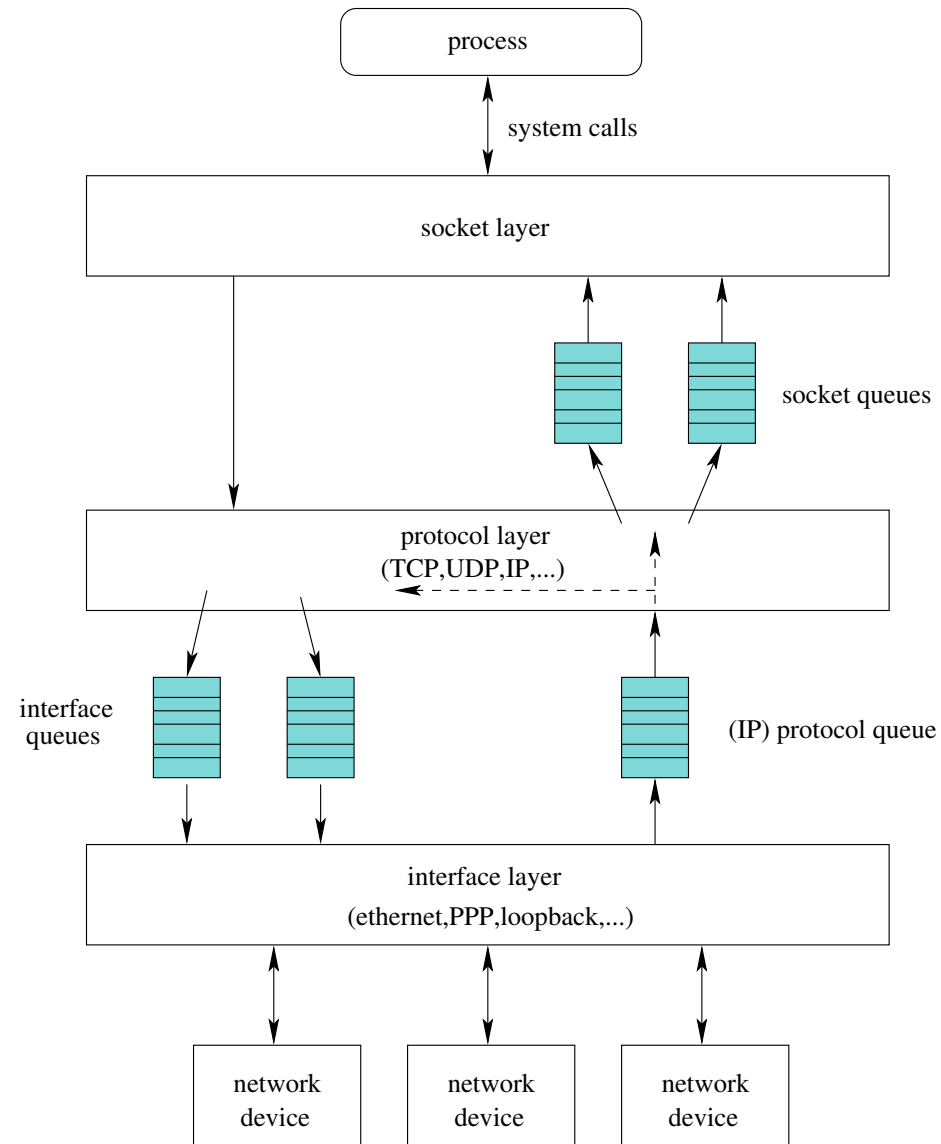 process
system calls
socket layer
socket queues
protocol layer
(TCP,UDP,IP,...)
interface
queues
(IP) protocol queue
interface layer
(ethernet,PPP,loopback,...)
network
device
network
device
network
device